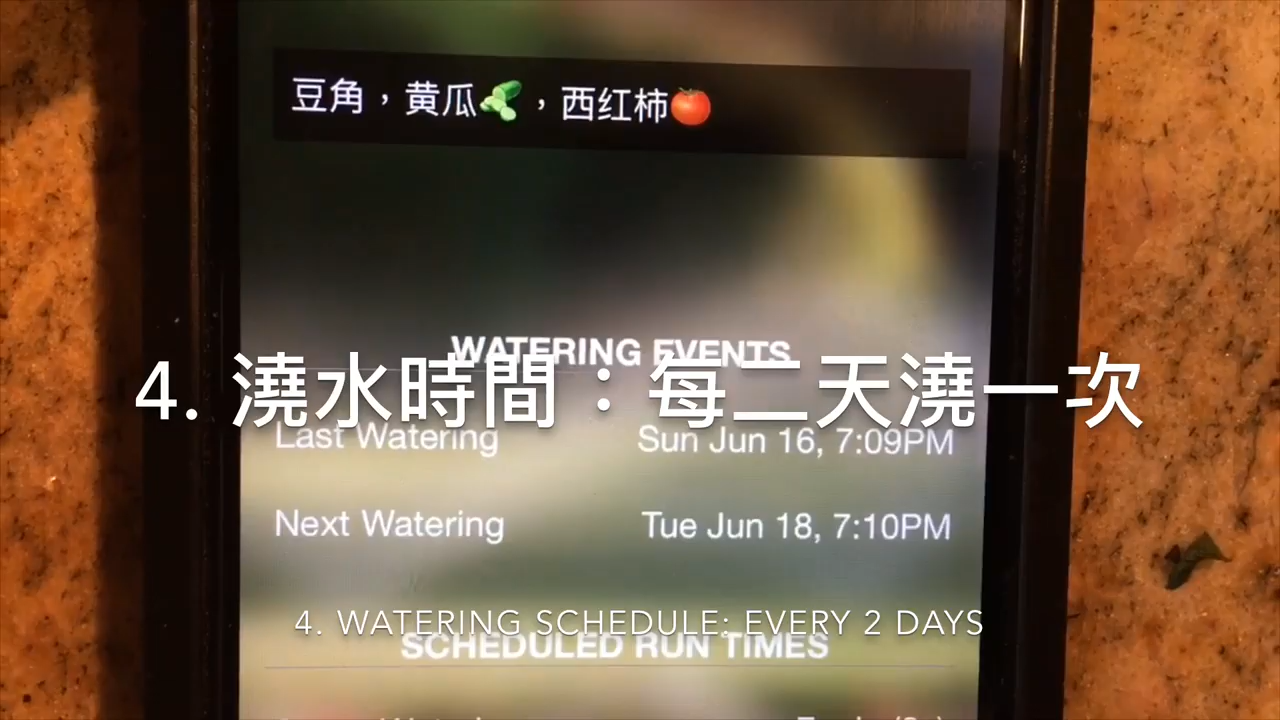 豆角，黄瓜🥒，西红柿🍅
WATERING EVENTS
4. 澆水時間：每二天澆一次
Last Watering Sun Jun 16, 7:09PM
Next Watering Tue Jun 18, 7:10PM
4. WATERING SCHEDULE: EVERY 2 DAYS
SCHEDULED RUN TIMES